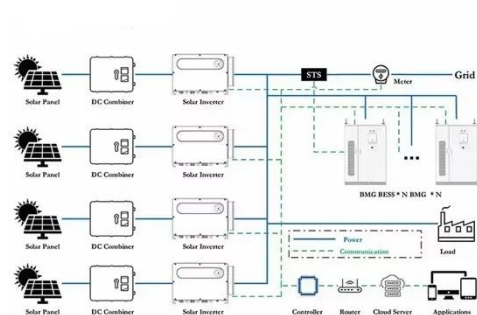 STS
Meter
Grid
Solar Panel
DC Combiner
Solar Inverter
Solar Panel
DC Combiner
Solar Inverter
BMG BESS * N BMG * N
Solar Panel
DC Combiner
Solar Inverter
Power
Communication
Load
Solar Panel
DC Combiner
Solar Inverter
Controller
Router
Cloud Server
Applications